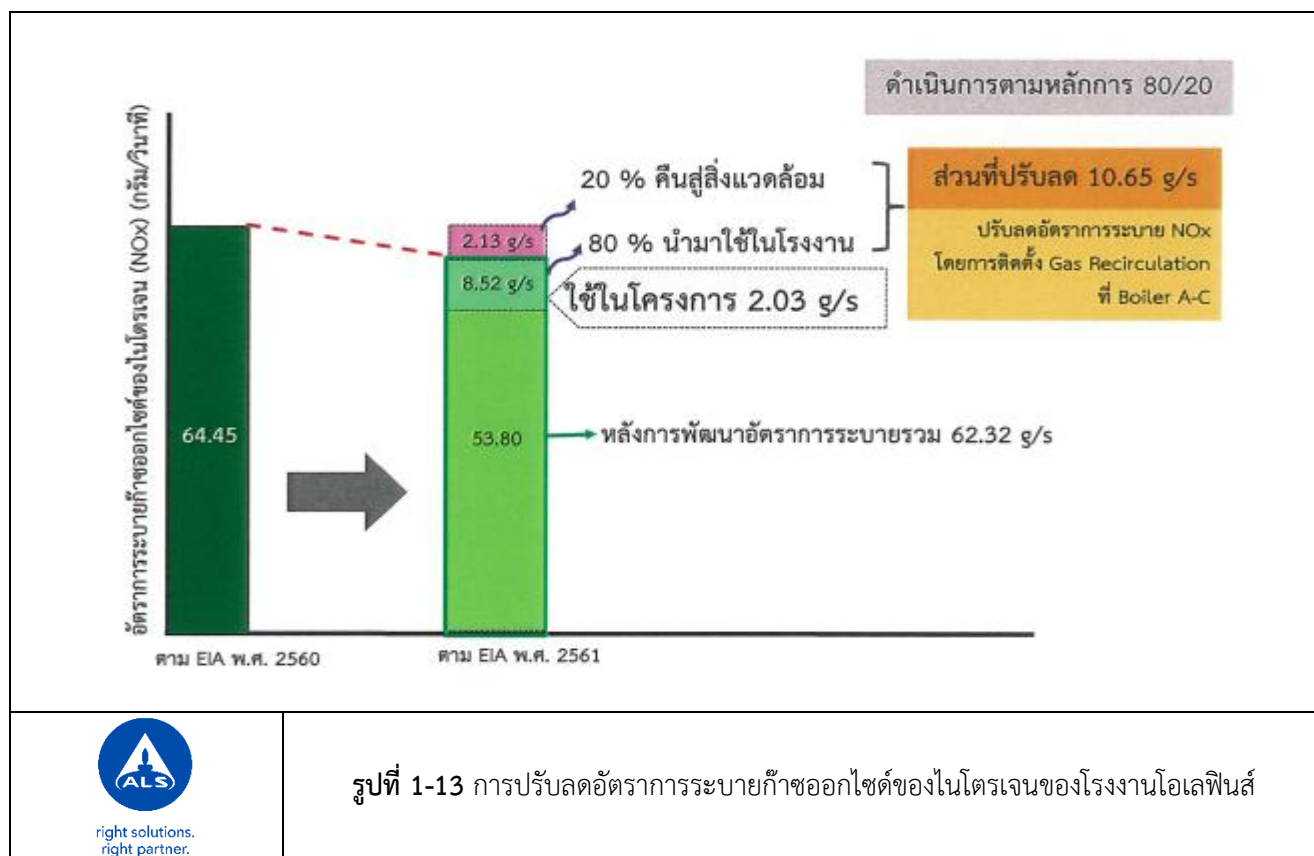 ดำเนินการตามหลักการ 80/20
อัตราการระบายก๊าซออกไซด์ของไนโตรเจน (NOx) (กรัม/วินาที)
20 % คืนสู่สิ่งแวดล้อม
ส่วนที่ปรับลด 10.65 g/s
2.13 g/s
80 % นำมาใช้ในโรงงาน
ปรับลดอัตราการระบาย NOx
โดยการติดตั้ง Gas Recirculation
ที่ Boiler A-C
8.52 g/s
ใช้ในโครงการ 2.03 g/s
64.45
53.80
หลังการพัฒนาอัตราการระบายรวม 62.32 g/s
ตาม EIA พ.ศ. 2560
ตาม EIA พ.ศ. 2561
ALS
right solutions.
right partner.
รูปที่ 1-13 การปรับลดอัตราการระบายก๊าซออกไซด์ของไนโตรเจนของโรงงานโอเลฟินส์